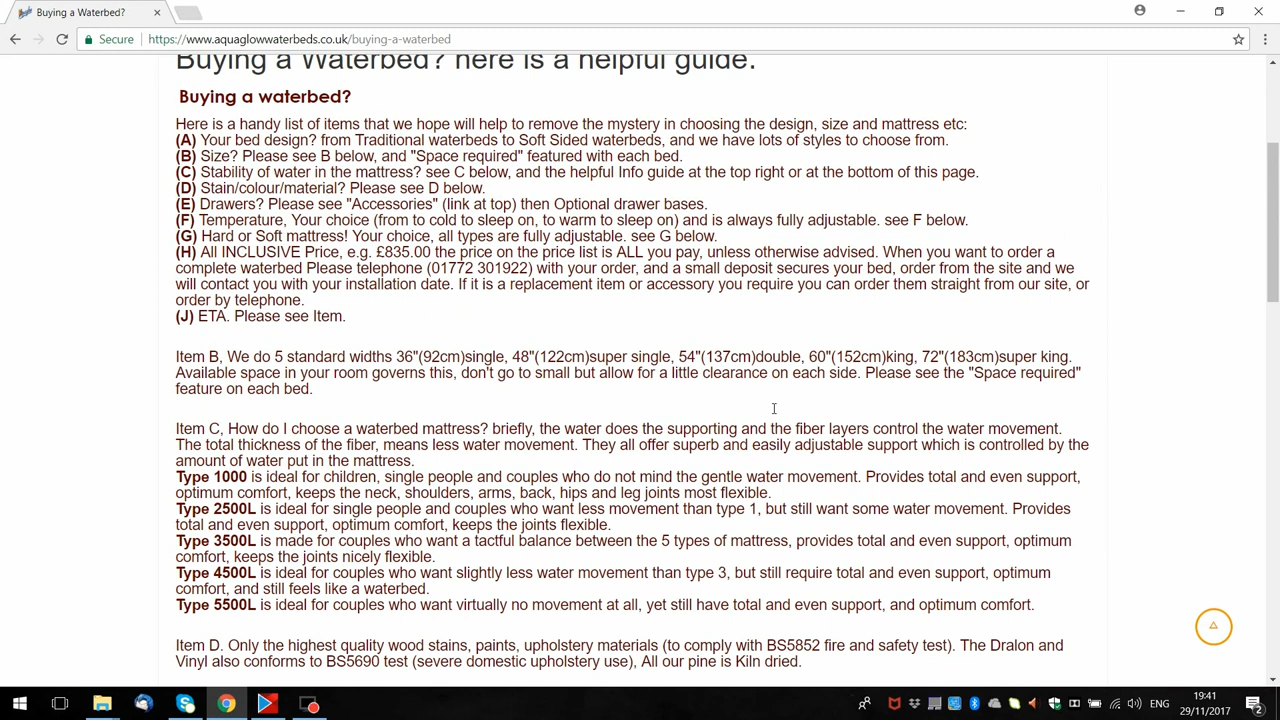 Buying a Waterbed?
Secure https://www.aquaglowwaterbeds.co.uk/buying-a-waterbed
Buying a Waterbed? here is a helpful guide.
Buying a waterbed?
Here is a handy list of items that we hope will help to remove the mystery in choosing the design, size and mattress etc:
(A) Your bed design? from Traditional waterbeds to Soft Sided waterbeds, and we have lots of styles to choose from.
(B) Size? Please see B below, and "Space required" featured with each bed.
(C) Stability of water in the mattress? see C below, and the helpful Info guide at the top right or at the bottom of this page.
(D) Stain/colour/material? Please see D below.
(E) Drawers? Please see "Accessories" (link at top) then Optional drawer bases.
(F) Temperature, Your choice (from to cold to sleep on, to warm to sleep on) and is always fully adjustable. see F below.
(G) Hard or Soft mattress! Your choice, all types are fully adjustable. see G below.
(H) All INCLUSIVE Price, e.g. £835.00 the price on the price list is ALL you pay, unless otherwise advised. When you want to order a
complete waterbed Please telephone (01772 301922) with your order, and a small deposit secures your bed, order from the site and we
will contact you with your installation date. If it is a replacement item or accessory you require you can order them straight from our site, or
order by telephone.
(J) ETA. Please see Item.
Item B, We do 5 standard widths 36"(92cm)single, 48"(122cm)super single, 54"(137cm)double, 60"(152cm)king, 72"(183cm)super king.
Available space in your room governs this, don't go to small but allow for a little clearance on each side. Please see the "Space required"
feature on each bed.
Item C, How do I choose a waterbed mattress? briefly, the water does the supporting and the fiber layers control the water movement.
The total thickness of the fiber, means less water movement. They all offer superb and easily adjustable support which is controlled by the
amount of water put in the mattress.
Type 1000 is ideal for children, single people and couples who do not mind the gentle water movement. Provides total and even support,
optimum comfort, keeps the neck, shoulders, arms, back, hips and leg joints most flexible.
Type 2500L is ideal for single people and couples who want less movement than type 1, but still want some water movement. Provides
total and even support, optimum comfort, keeps the joints flexible.
Type 3500L is made for couples who want a tactful balance between the 5 types of mattress, provides total and even support, optimum
comfort, keeps the joints nicely flexible.
Type 4500L is ideal for couples who want slightly less water movement than type 3, but still require total and even support, optimum
comfort, and still feels like a waterbed.
Type 5500L is ideal for couples who want virtually no movement at all, yet still have total and even support, and optimum comfort.
Item D. Only the highest quality wood stains, paints, upholstery materials (to comply with BS5852 fire and safety test). The Dralon and
Vinyl also conforms to BS5690 test (severe domestic upholstery use), All our pine is Kiln dried.
ENG
19:41
29/11/2017
2